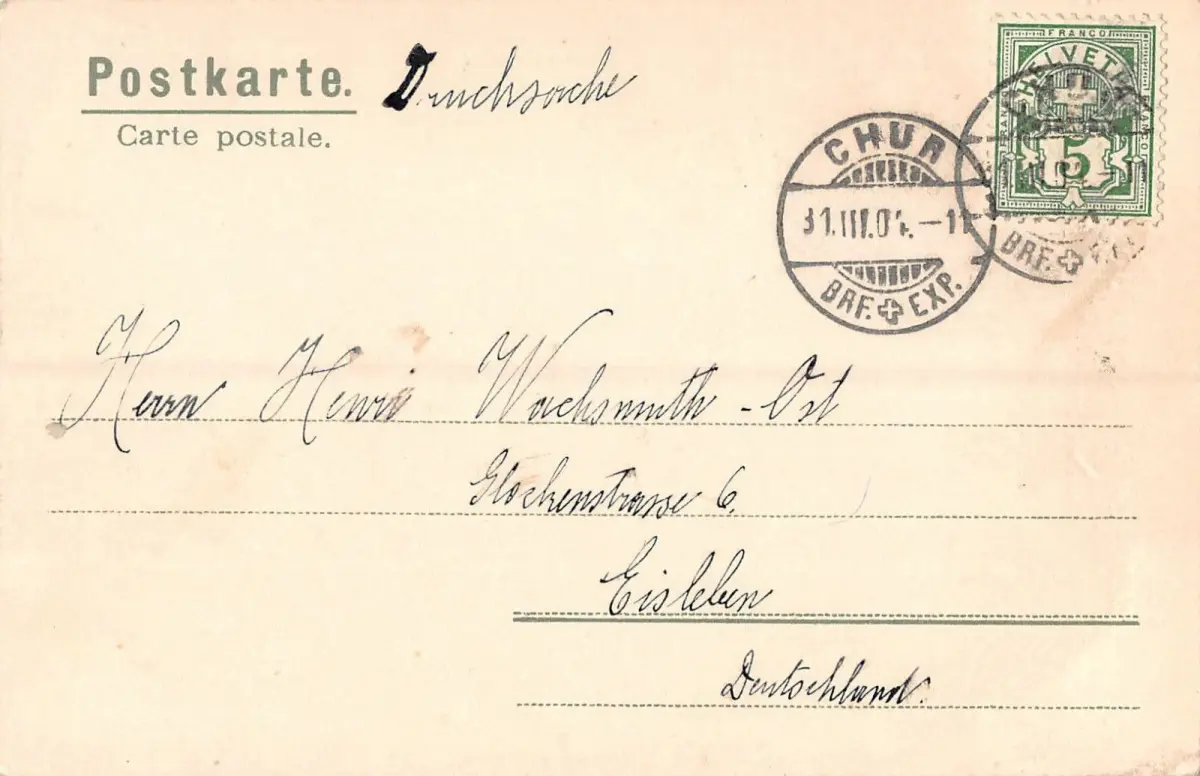 Postkarte.
Drucksache
Carte postale.
FRANCO
HELVETIA
5
CHUR
31.III.04.-11
BRF. EXP.
BRF.
Herrn Henri Wachsmuth-Ost
Glockenstrasse 6.
Eisleben
Deutschland.